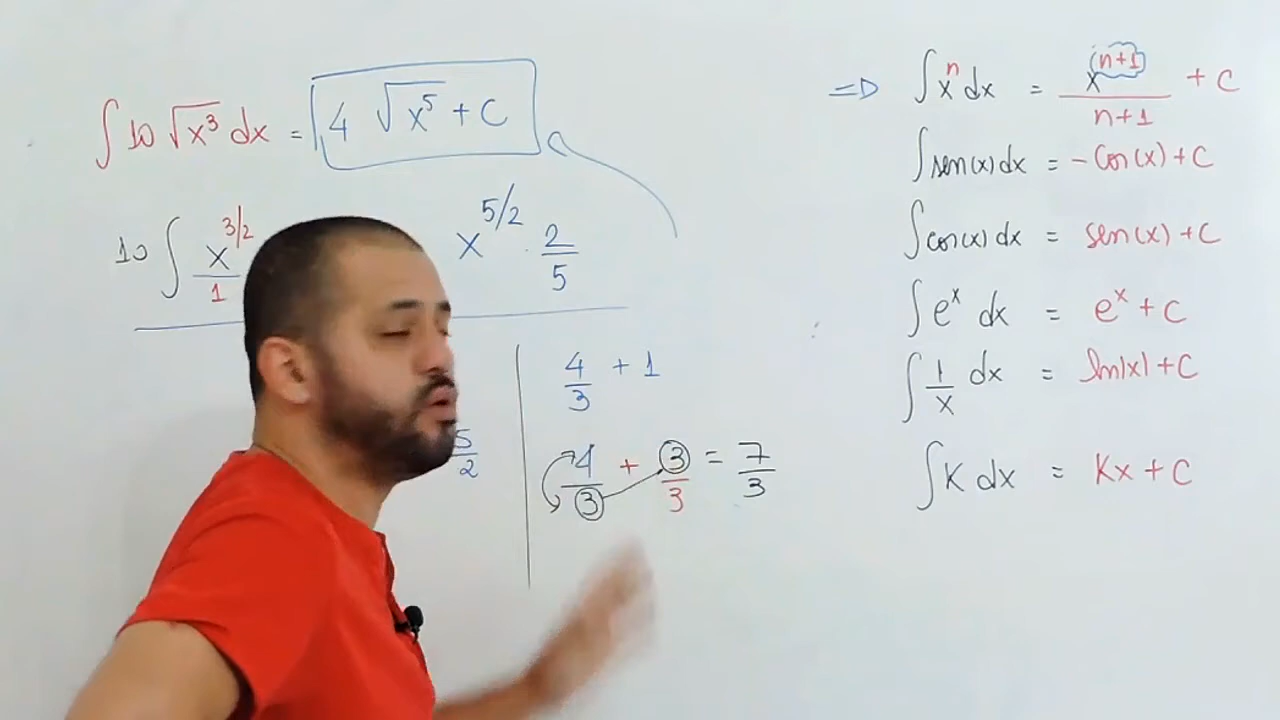 ∫ 10 √x³ dx = 4 √x⁵ + C
10 ∫ x^(3/2) / 1
x^(5/2) · 2/5
5/2
4/3 + 1
4/3 + 3/3 = 7/3
=D ∫ xⁿ dx = x^(n+1) / n+1 + C
∫ sen(x) dx = - Cos(x) + C
∫ cos(x) dx = sen(x) + C
∫ eˣ dx = eˣ + C
∫ 1/x dx = ln|x| + C
∫ K dx = Kx + C